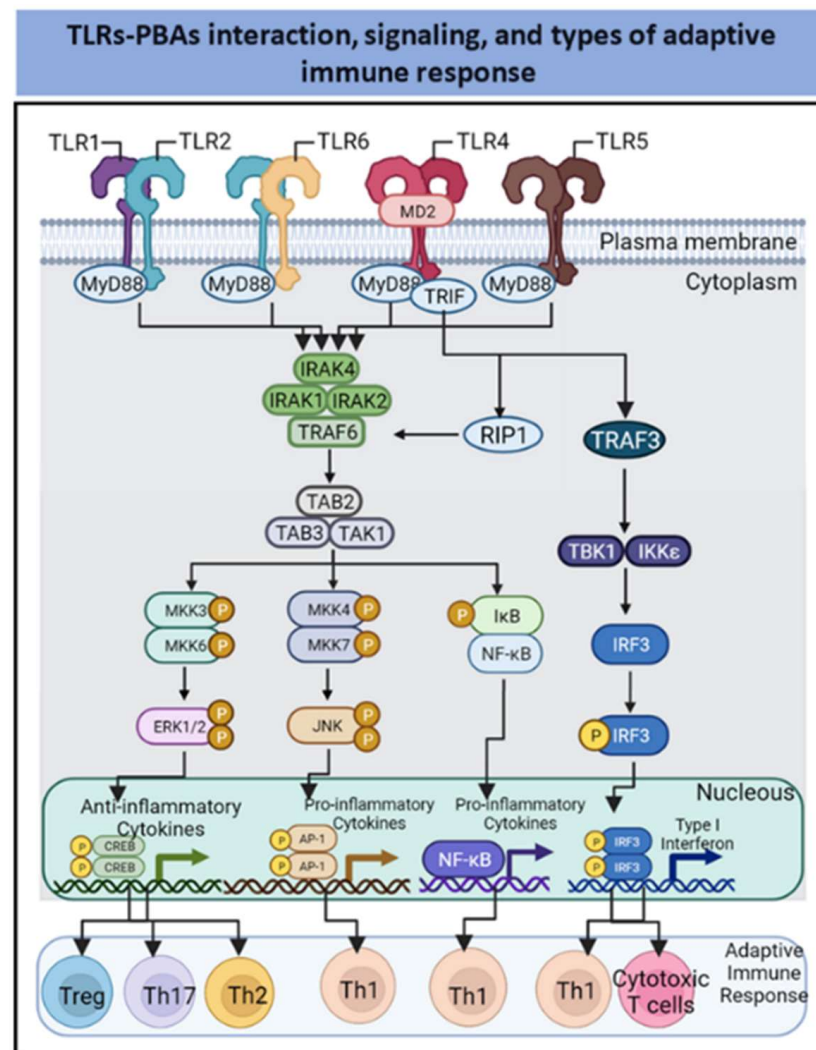 TLRs-PBAs interaction, signaling, and types of adaptive
immune response
TLR1
TLR2
TLR6
TLR4
TLR5
MD2
Plasma membrane
MyD88
MyD88
MyD88
TRIF
MyD88
Cytoplasm
IRAK4
IRAK1
IRAK2
TRAF6
RIP1
TRAF3
TAB2
TAB3
TAK1
TBK1
IKKε
MKK3
P
MKK6
P
MKK4
P
MKK7
P
P
IκB
NF-κB
IRF3
ERK1/2
P
P
JNK
P
P
P
IRF3
Nucleous
Anti-inflammatory
Cytokines
Pro-inflammatory
Cytokines
Pro-inflammatory
Cytokines
Type I
Interferon
P
CREB
P
CREB
P
AP-1
P
AP-1
NF-κB
P
IRF3
P
IRF3
Adaptive
Immune
Response
Treg
Th17
Th2
Th1
Th1
Th1
Cytotoxic
T cells